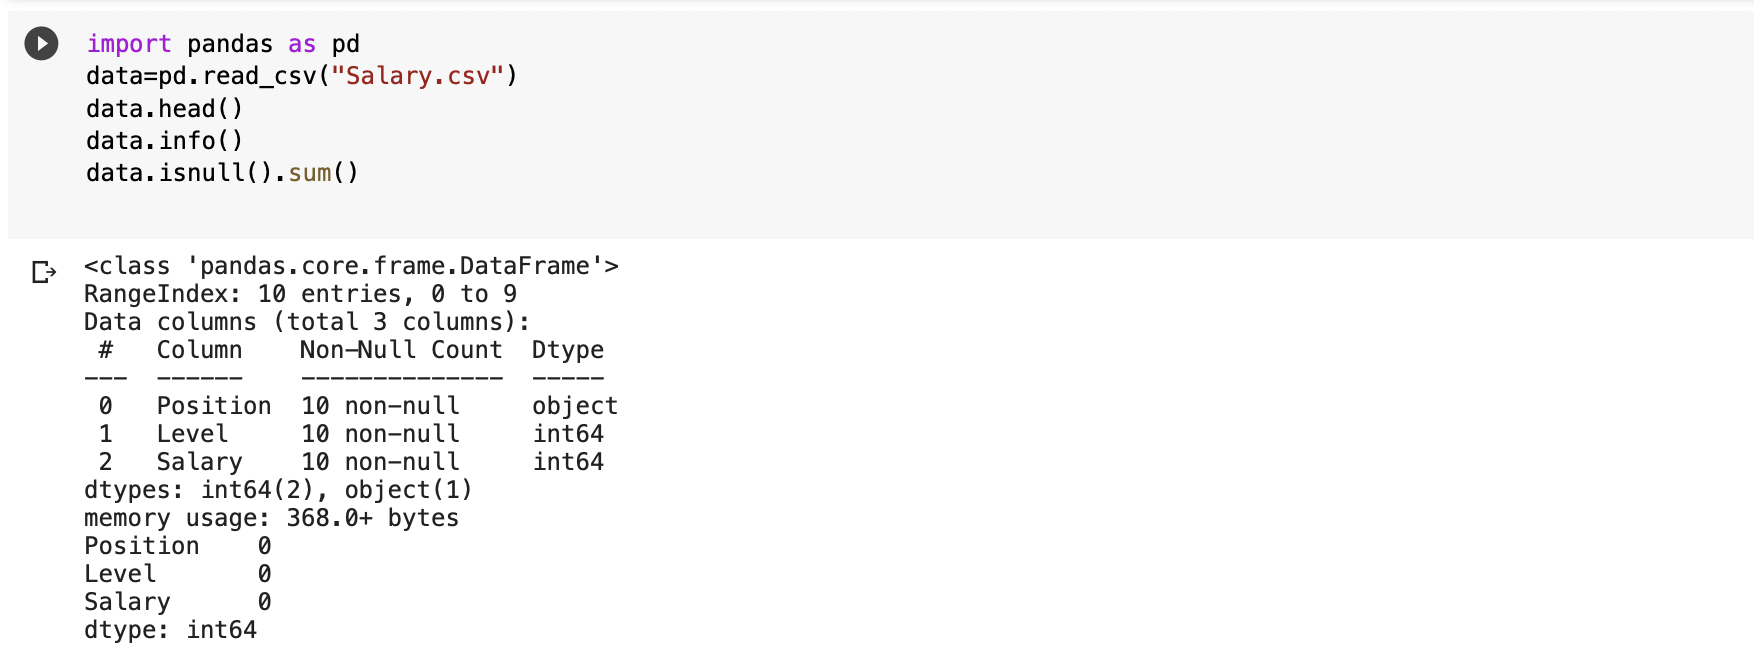 import pandas as pd
data=pd.read_csv("Salary.csv")
data.head()
data.info()
data.isnull().sum()
<class 'pandas.core.frame.DataFrame'>
RangeIndex: 10 entries, 0 to 9
Data columns (total 3 columns):
 #   Column    Non-Null Count  Dtype
---  ------    --------------  -----
 0   Position  10 non-null     object
 1   Level     10 non-null     int64
 2   Salary    10 non-null     int64
dtypes: int64(2), object(1)
memory usage: 368.0+ bytes
Position    0
Level       0
Salary      0
dtype: int64